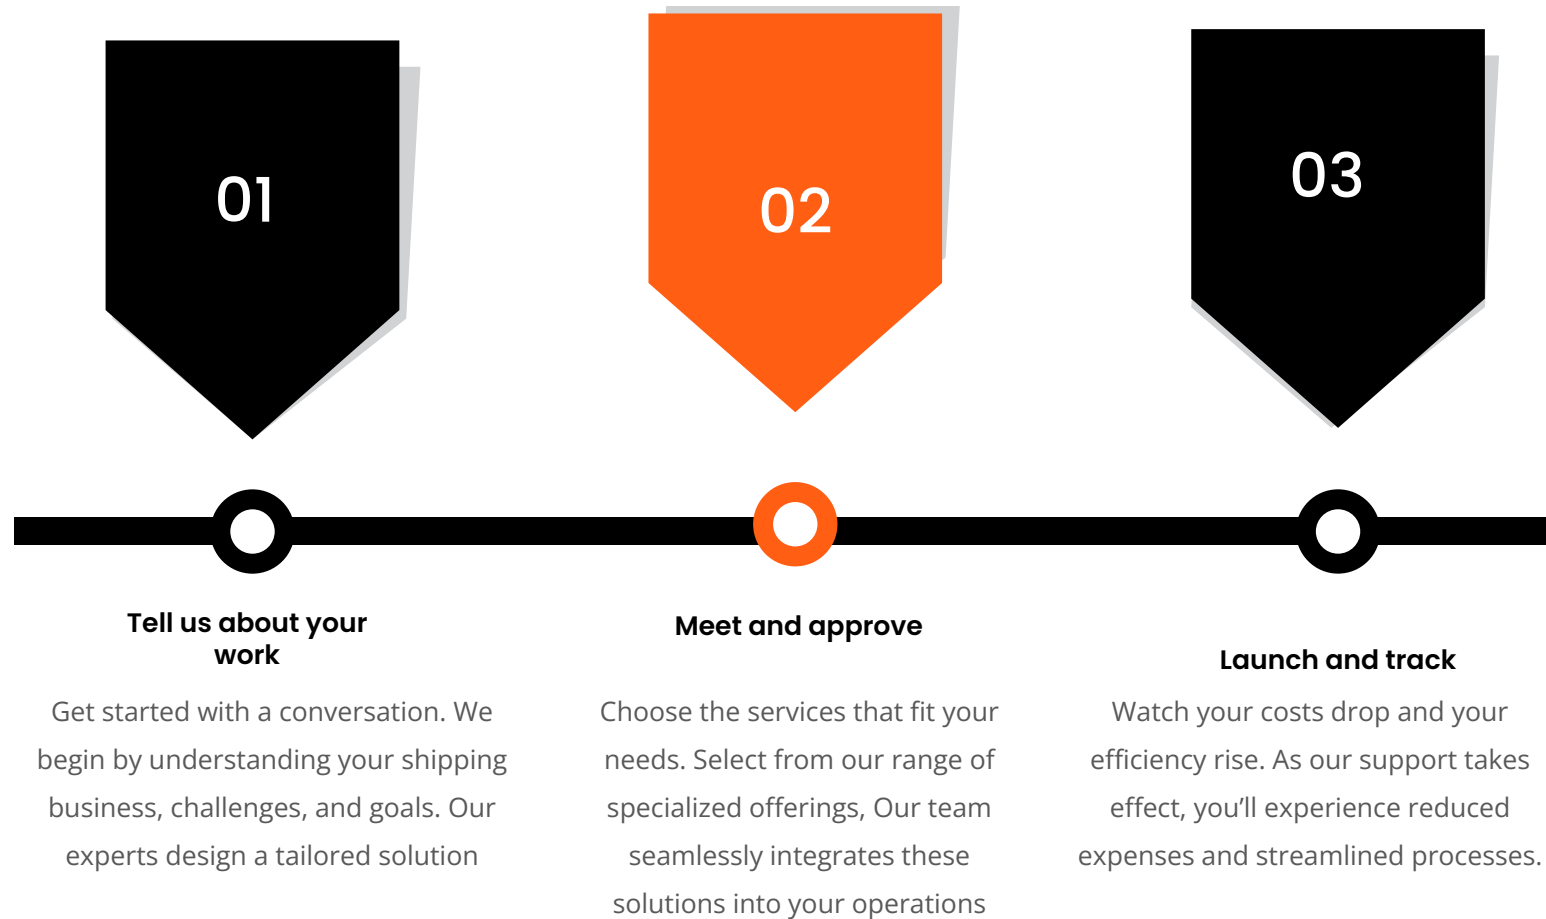 01
02
03
Tell us about your
work
Get started with a conversation. We
begin by understanding your shipping
business, challenges, and goals. Our
experts design a tailored solution
Meet and approve
Choose the services that fit your
needs. Select from our range of
specialized offerings, Our team
seamlessly integrates these
solutions into your operations
Launch and track
Watch your costs drop and your
efficiency rise. As our support takes
effect, you’ll experience reduced
expenses and streamlined processes.